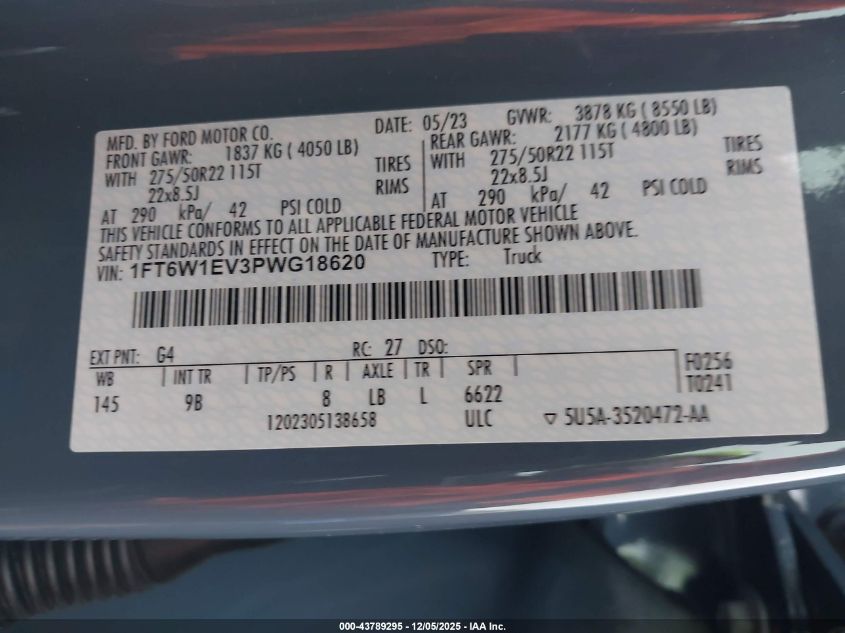 MFD. BY FORD MOTOR CO.
DATE: 05/23 GVWR: 3878 KG ( 8550 LB)
FRONT GAWR: 1837 KG ( 4050 LB)
WITH 275/50R22 115T TIRES
22x8.5J RIMS
AT 290 kPa/ 42 PSI COLD
REAR GAWR: 2177 KG ( 4800 LB)
WITH 275/50R22 115T TIRES
22x8.5J RIMS
AT 290 kPa/ 42 PSI COLD
THIS VEHICLE CONFORMS TO ALL APPLICABLE FEDERAL MOTOR VEHICLE
SAFETY STANDARDS IN EFFECT ON THE DATE OF MANUFACTURE SHOWN ABOVE.
VIN: 1FT6W1EV3PWG18620 TYPE: Truck
EXT PNT: G4 RC: 27 DSO:
WB INT TR TP/PS R AXLE TR SPR
145 9B 8 LB L 6622
F0256
T0241
1202305138658 ULC ▽ 5U5A-3520472-AA
000-43789295 - 12/05/2025 - IAA Inc.